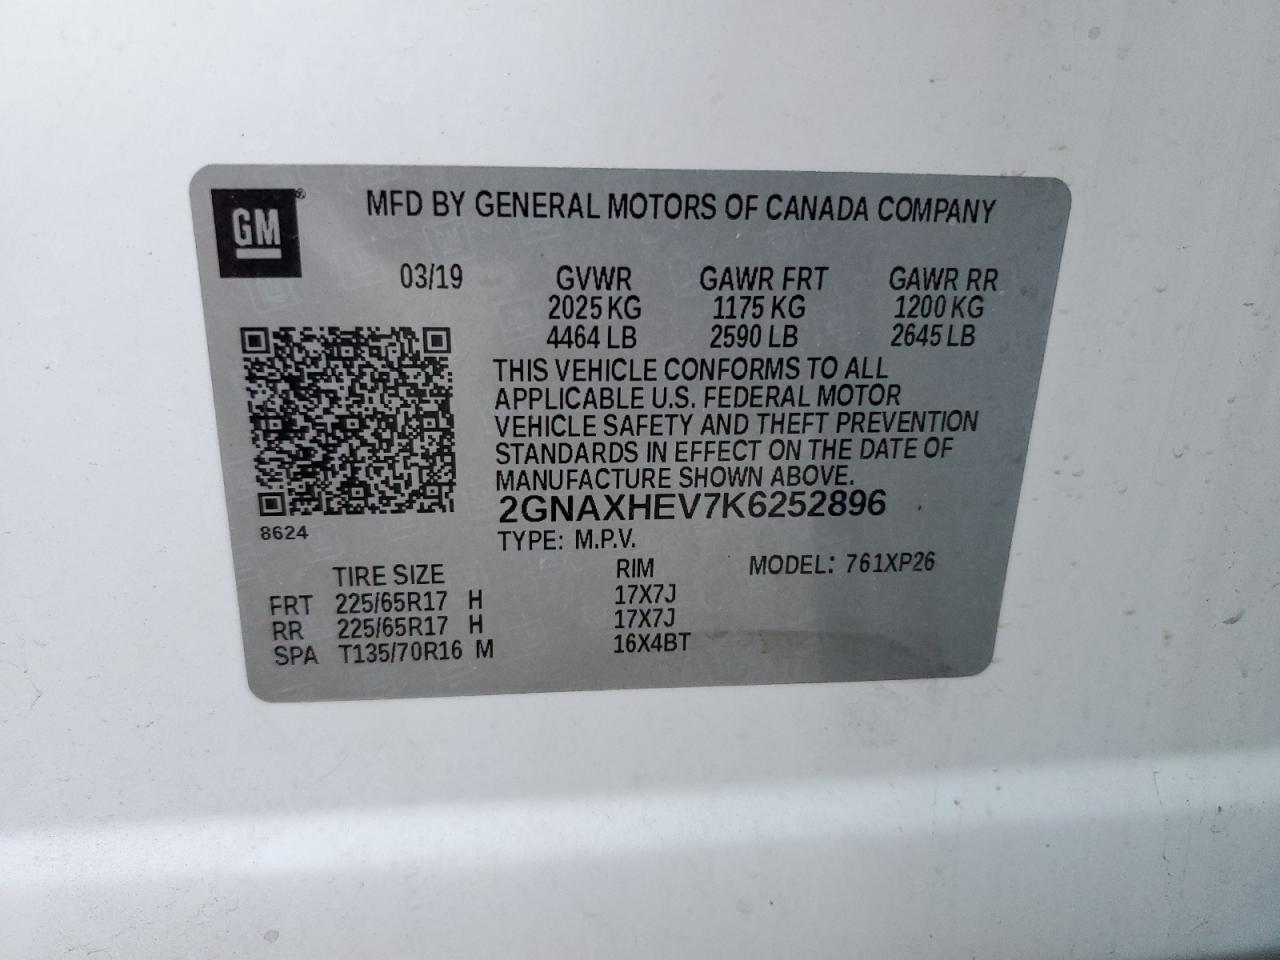 GM ®
MFD BY GENERAL MOTORS OF CANADA COMPANY
03/19 GVWR GAWR FRT GAWR RR
2025 KG 1175 KG 1200 KG
4464 LB 2590 LB 2645 LB
THIS VEHICLE CONFORMS TO ALL
APPLICABLE U.S. FEDERAL MOTOR
VEHICLE SAFETY AND THEFT PREVENTION
STANDARDS IN EFFECT ON THE DATE OF
MANUFACTURE SHOWN ABOVE.
2GNAXHEV7K6252896
8624
TYPE: M.P.V.
TIRE SIZE RIM MODEL: 761XP26
FRT 225/65R17 H 17X7J
RR 225/65R17 H 17X7J
SPA T135/70R16 M 16X4BT